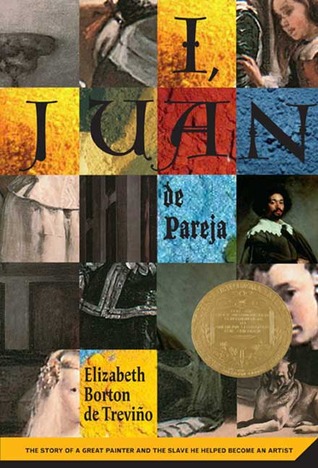 I,
JUAN
de
Pareja
Elizabeth
Borton
de Treviño
THE STORY OF A GREAT PAINTER AND THE SLAVE HE HELPED BECOME AN ARTIST